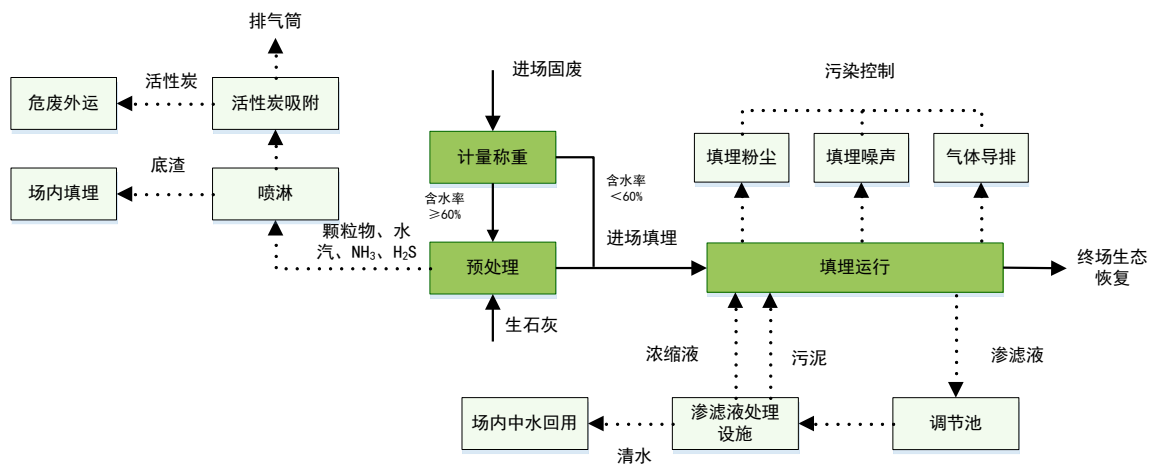 排气筒
进场固废
污染控制
活性炭
危废外运
活性炭吸附
计量称重
填埋粉尘
填埋噪声
气体导排
底渣
场内填埋
喷淋
含水率
≥60%
含水率
＜60%
颗粒物、水
汽、NH₃、H₂S
预处理
进场填埋
填埋运行
终场生态
恢复
生石灰
浓缩液
污泥
渗滤液
场内中水回用
清水
渗滤液处理
设施
调节池